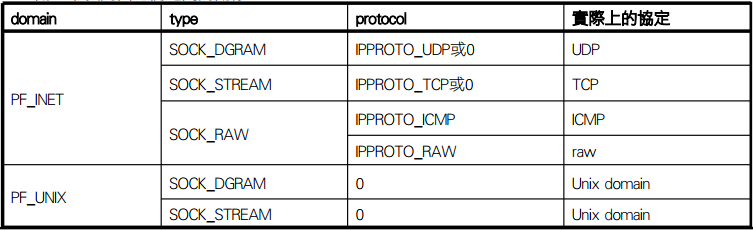 domain type protocol 實際上的協定
PF_INET SOCK_DGRAM IPPROTO_UDP或0 UDP
SOCK_STREAM IPPROTO_TCP或0 TCP
SOCK_RAW IPPROTO_ICMP ICMP
IPPROTO_RAW raw
PF_UNIX SOCK_DGRAM 0 Unix domain
SOCK_STREAM 0 Unix domain